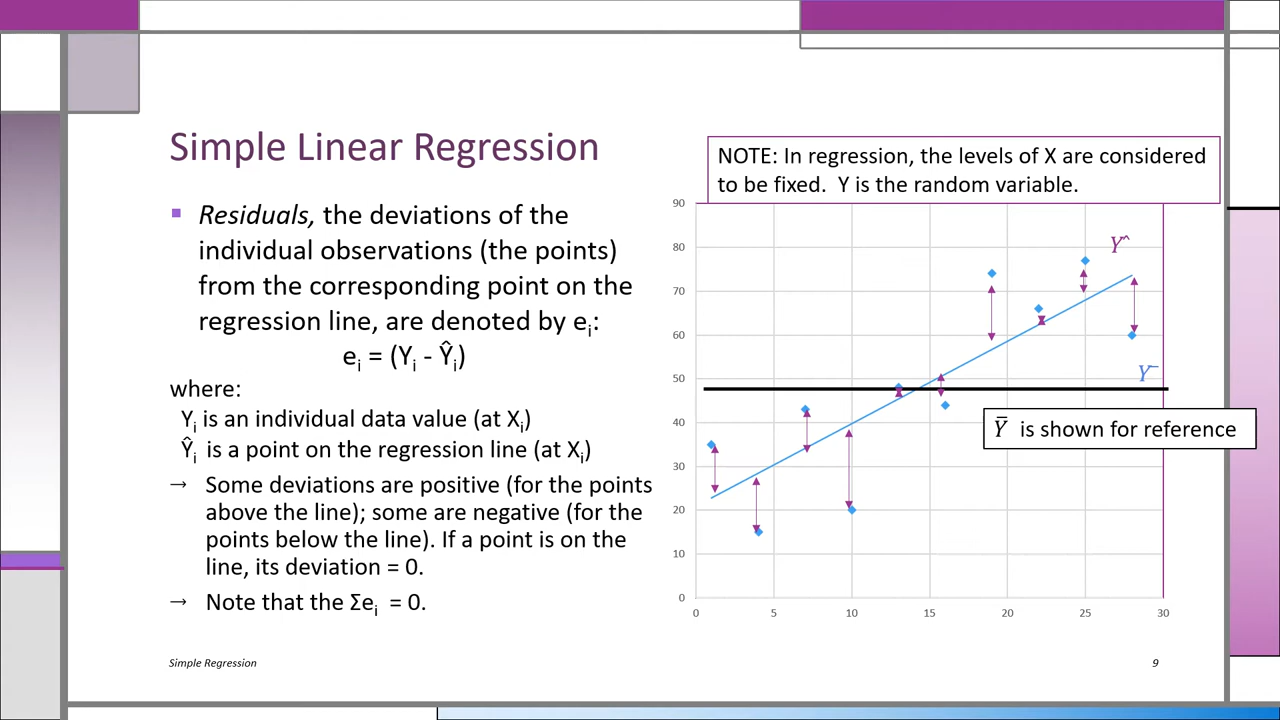 Simple Linear Regression
NOTE: In regression, the levels of X are considered
to be fixed. Y is the random variable.
▪ Residuals, the deviations of the
individual observations (the points)
from the corresponding point on the
regression line, are denoted by eᵢ:
eᵢ = (Yᵢ - Ŷᵢ)
where:
Yᵢ is an individual data value (at Xᵢ)
Ŷᵢ is a point on the regression line (at Xᵢ)
→ Some deviations are positive (for the points
above the line); some are negative (for the
points below the line). If a point is on the
line, its deviation = 0.
→ Note that the Σeᵢ = 0.
90
80
70
60
50
40
30
20
10
0
0 5 10 15 20 25 30
Y^
Y¯
Ȳ is shown for reference
Simple Regression
9